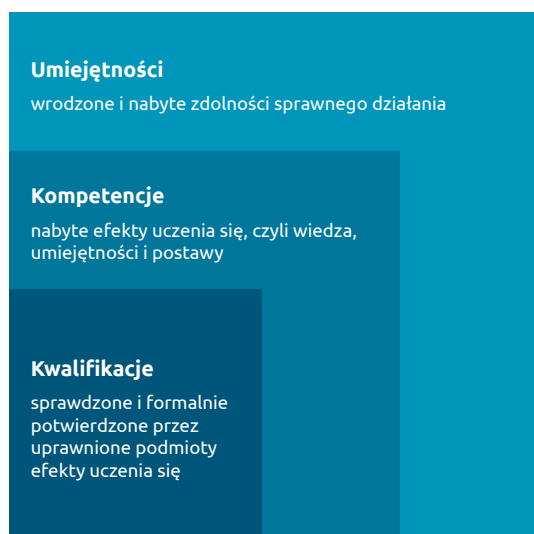 Umiejętności
wrodzone i nabyte zdolności sprawnego działania
Kompetencje
nabyte efekty uczenia się, czyli wiedza,
umiejętności i postawy
Kwalifikacje
sprawdzone i formalnie
potwierdzone przez
uprawnione podmioty
efekty uczenia się